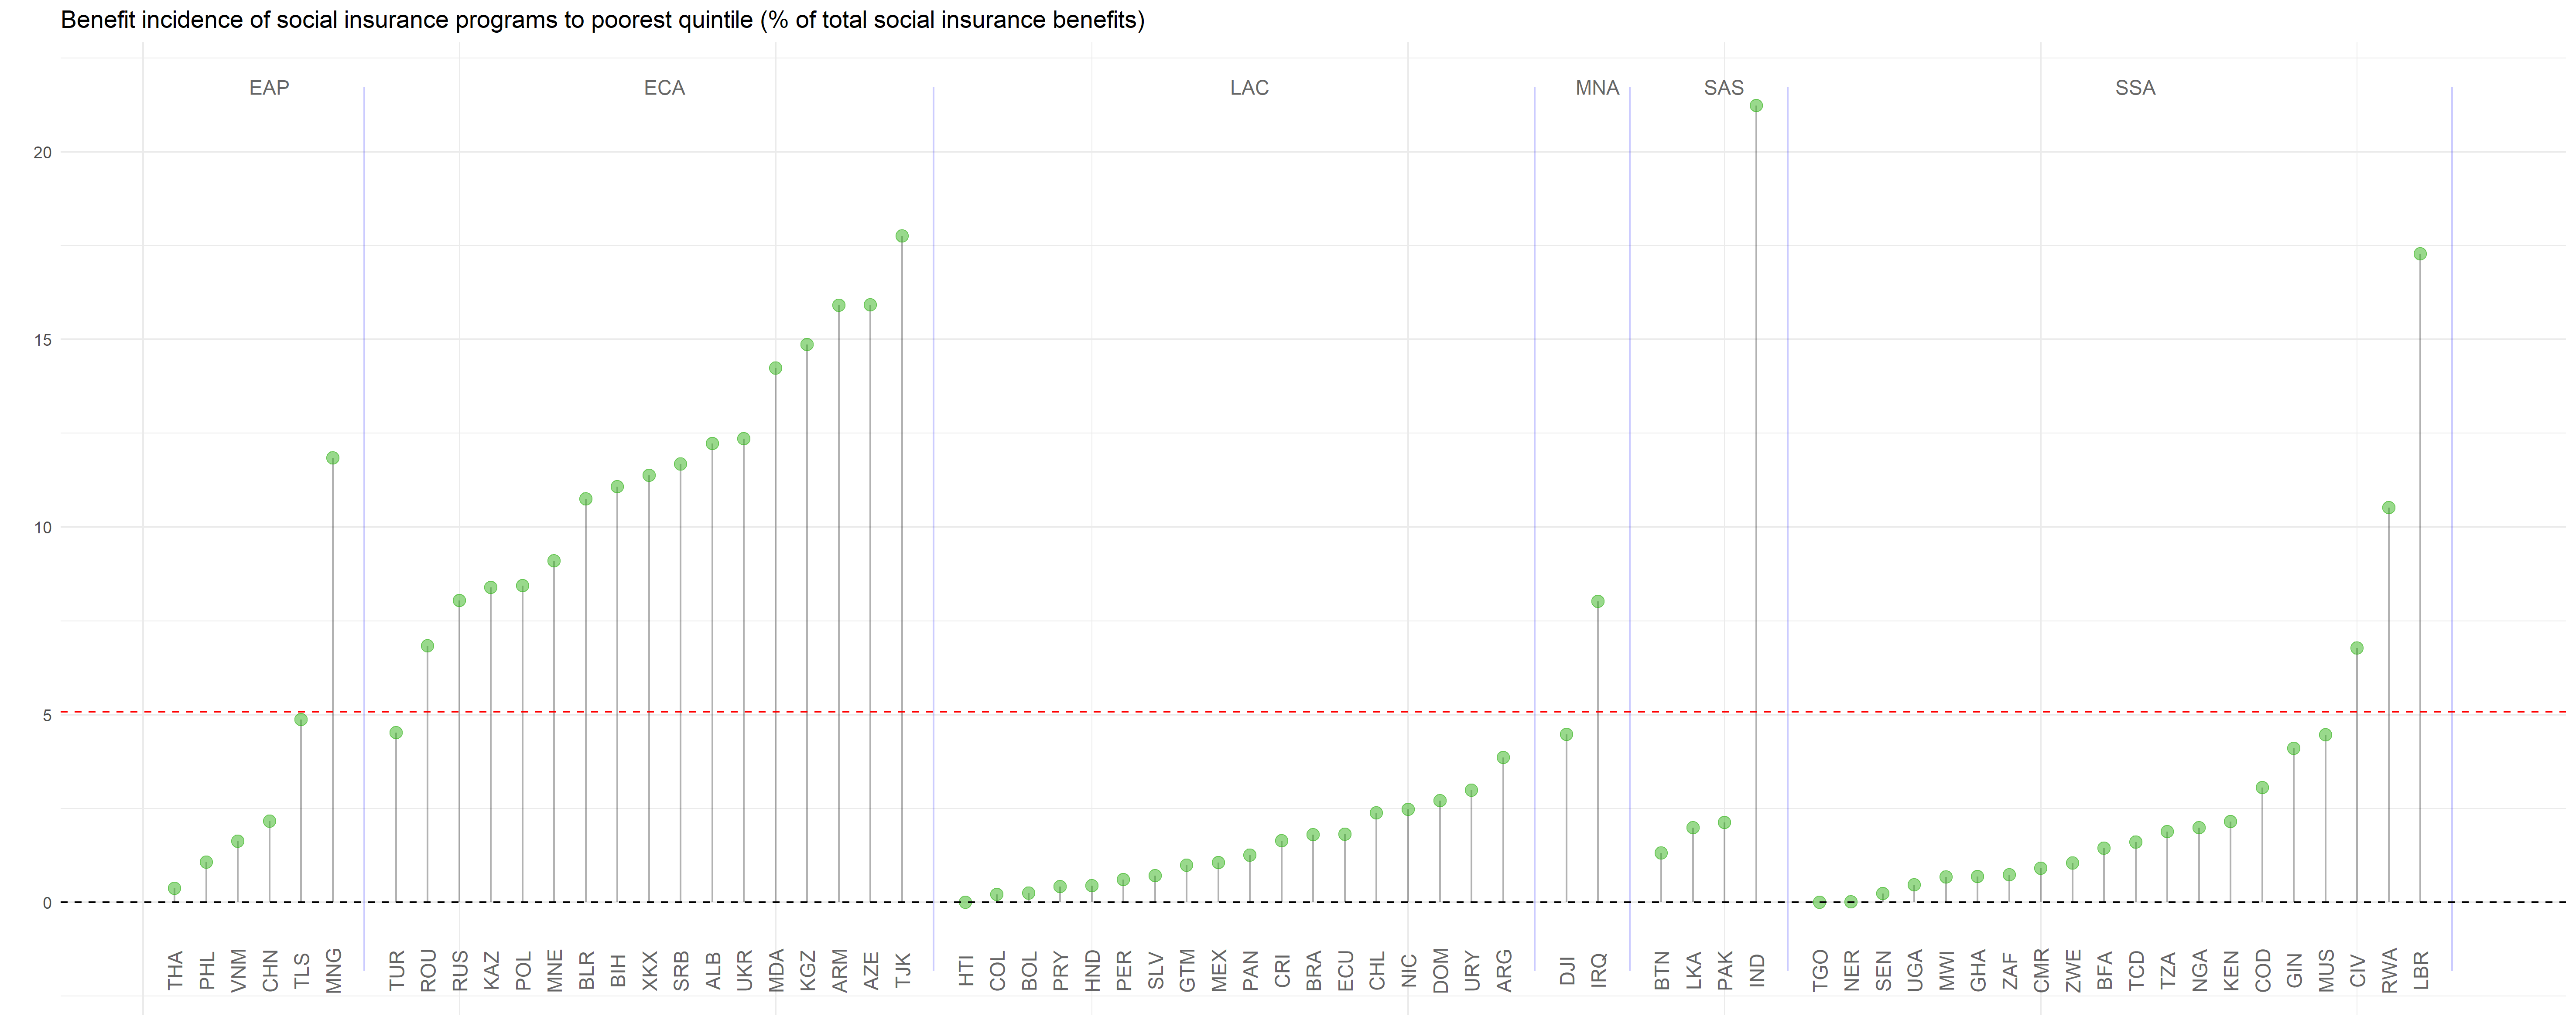 Benefit incidence of social insurance programs to poorest quintile (% of total social insurance benefits)
EAP ECA LAC MNA SAS SSA
20
15
10
5
0
THA PHL VNM CHN TLS MNG TUR ROU RUS KAZ POL MNE BLR BIH XKX SRB ALB UKR MDA KGZ ARM AZE TJK HTI COL BOL PRY HND PER SLV GTM MEX PAN CRI BRA ECU CHL NIC DOM URY ARG DJI IRQ BTN LKA PAK IND TGO NER SEN UGA MWI GHA ZAF CMR ZWE BFA TCD TZA NGA KEN COD GIN MUS CIV RWA LBR